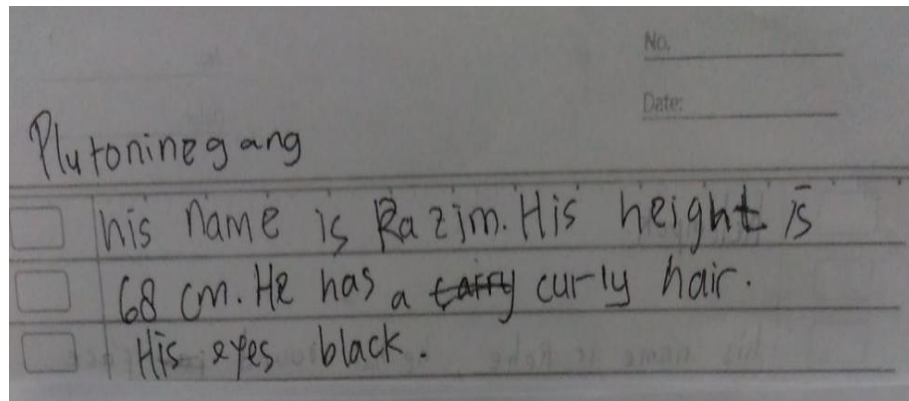 No.
Date:
Plutoninegang
his name is Razim. His height is
68 cm. He has a curly hair.
His eyes black.